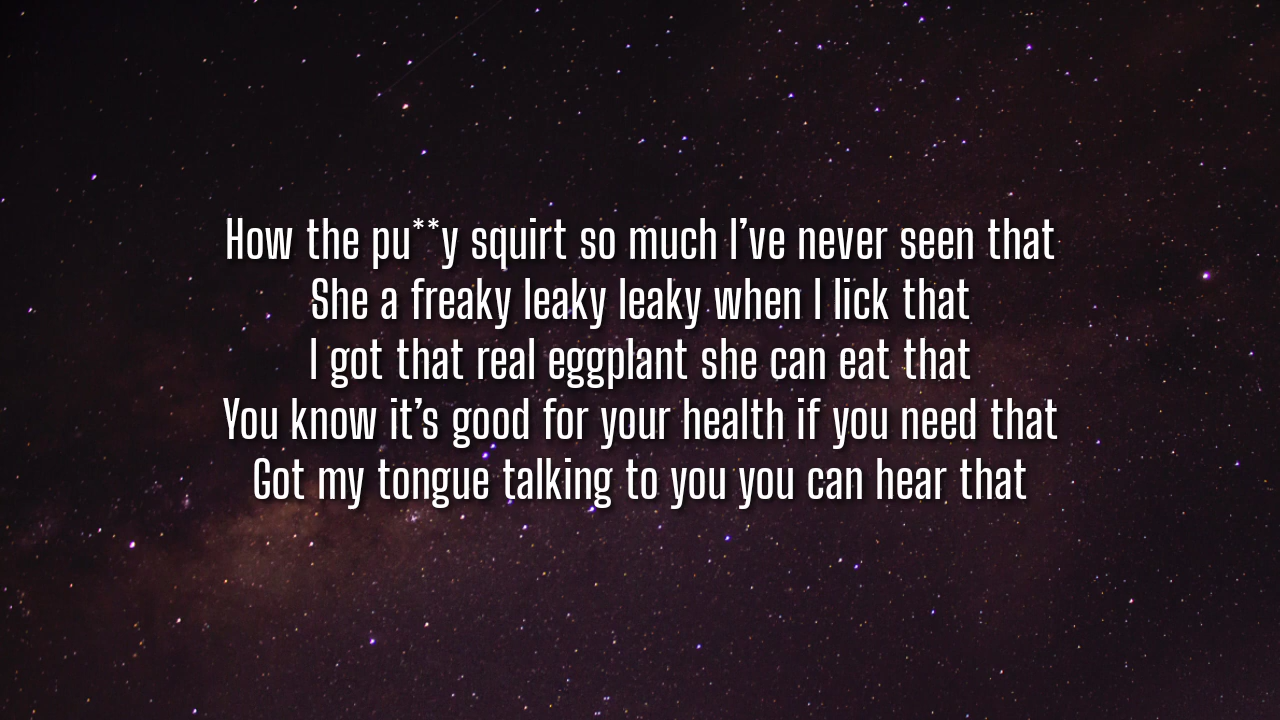 How the pu**y squirt so much I’ve never seen that
She a freaky leaky leaky when I lick that
I got that real eggplant she can eat that
You know it’s good for your health if you need that
Got my tongue talking to you you can hear that